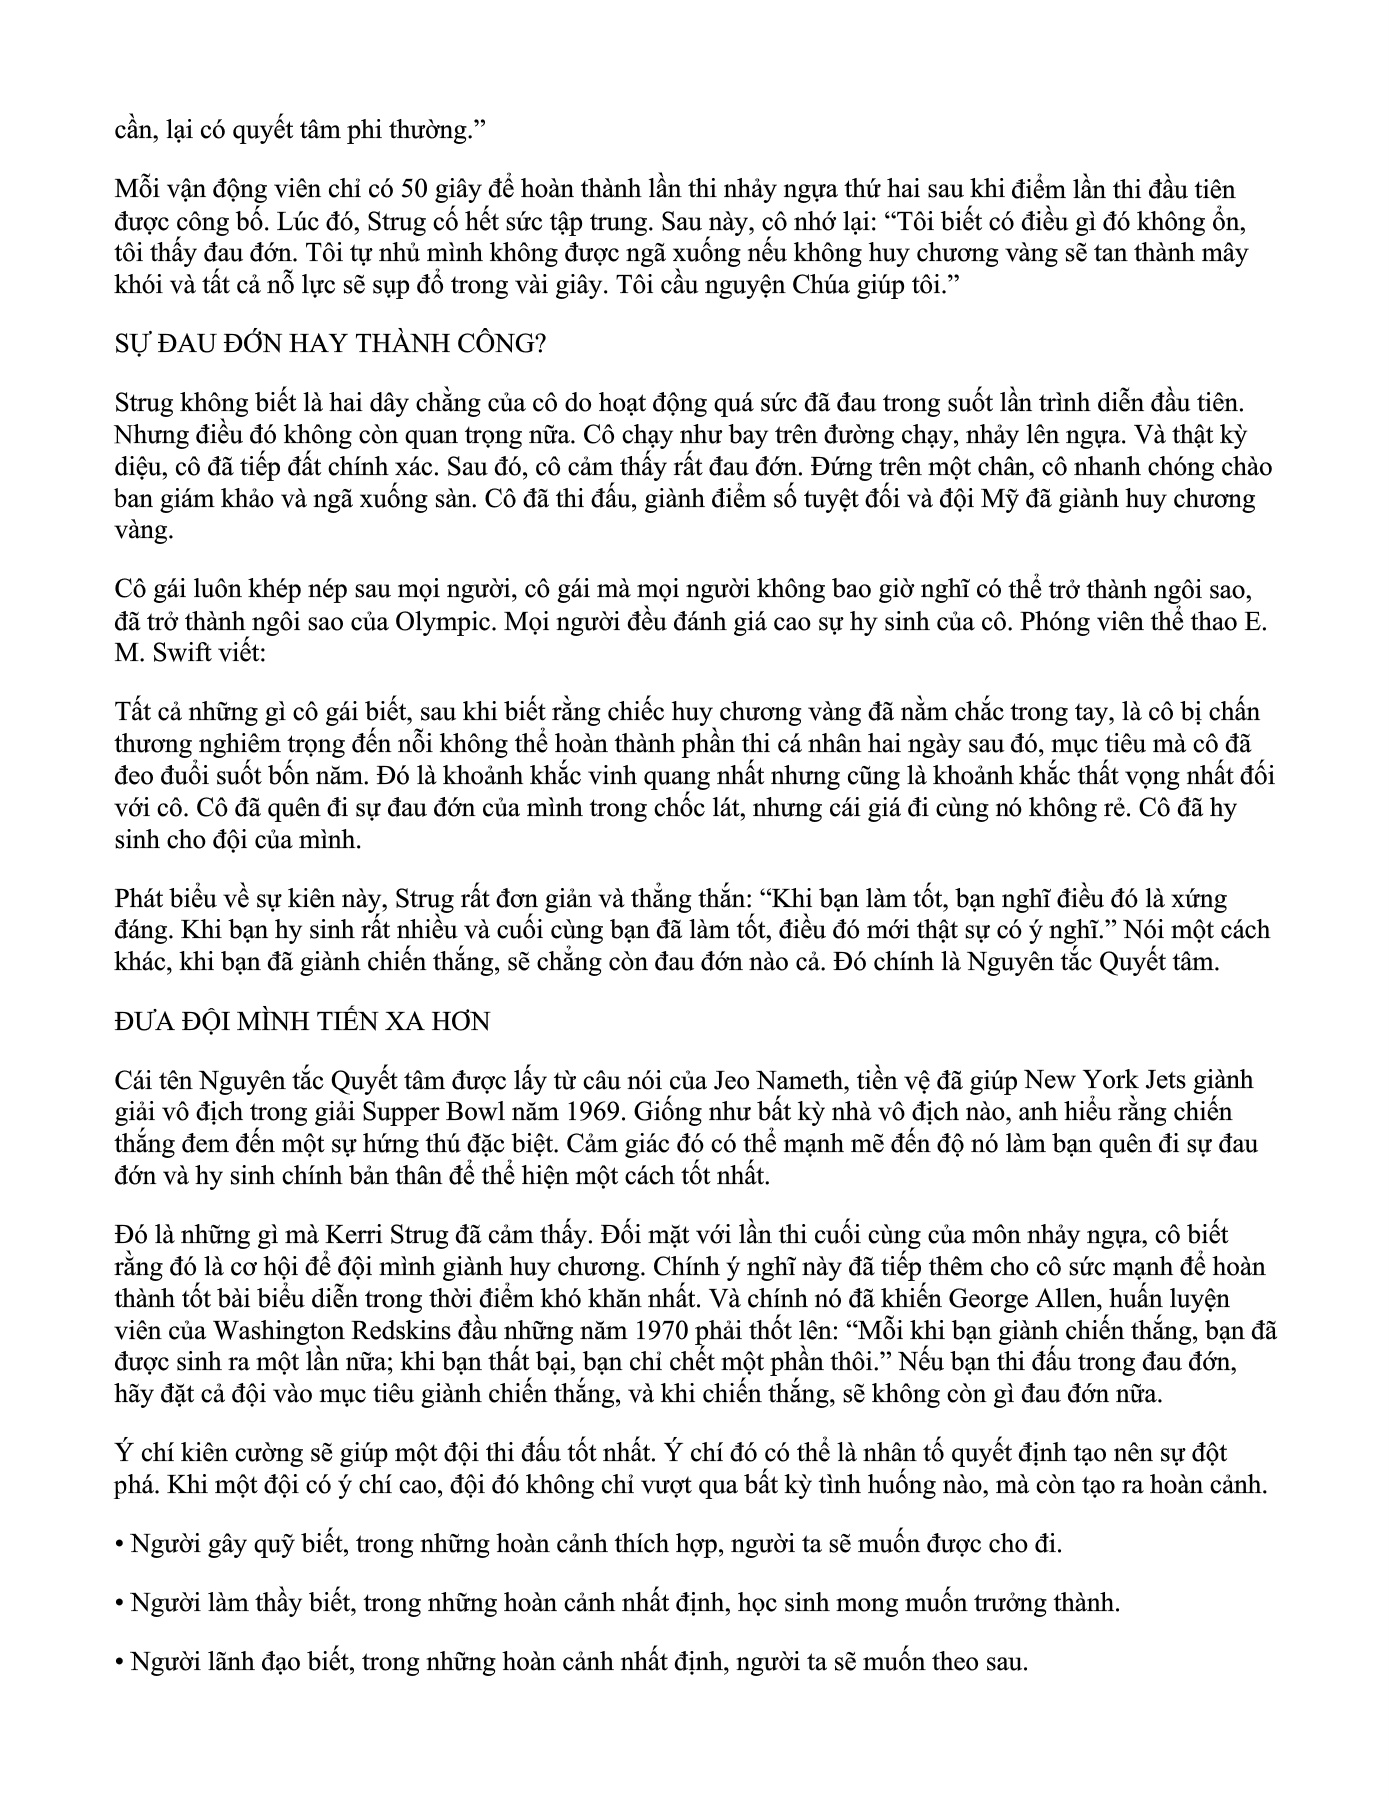 cần, lại có quyết tâm phi thường.”
Mỗi vận động viên chỉ có 50 giây để hoàn thành lần thi nhảy ngựa thứ hai sau khi điểm lần thi đầu tiên
được công bố. Lúc đó, Strug cố hết sức tập trung. Sau này, cô nhớ lại: “Tôi biết có điều gì đó không ổn,
tôi thấy đau đớn. Tôi tự nhủ mình không được ngã xuống nếu không huy chương vàng sẽ tan thành mây
khói và tất cả nỗ lực sẽ sụp đổ trong vài giây. Tôi cầu nguyện Chúa giúp tôi.”
SỰ ĐAU ĐỚN HAY THÀNH CÔNG?
Strug không biết là hai dây chằng của cô do hoạt động quá sức đã đau trong suốt lần trình diễn đầu tiên.
Nhưng điều đó không còn quan trọng nữa. Cô chạy như bay trên đường chạy, nhảy lên ngựa. Và thật kỳ
diệu, cô đã tiếp đất chính xác. Sau đó, cô cảm thấy rất đau đớn. Đứng trên một chân, cô nhanh chóng chào
ban giám khảo và ngã xuống sàn. Cô đã thi đấu, giành điểm số tuyệt đối và đội Mỹ đã giành huy chương
vàng.
Cô gái luôn khép nép sau mọi người, cô gái mà mọi người không bao giờ nghĩ có thể trở thành ngôi sao,
đã trở thành ngôi sao của Olympic. Mọi người đều đánh giá cao sự hy sinh của cô. Phóng viên thể thao E.
M. Swift viết:
Tất cả những gì cô gái biết, sau khi biết rằng chiếc huy chương vàng đã nằm chắc trong tay, là cô bị chấn
thương nghiêm trọng đến nỗi không thể hoàn thành phần thi cá nhân hai ngày sau đó, mục tiêu mà cô đã
đeo đuổi suốt bốn năm. Đó là khoảnh khắc vinh quang nhất nhưng cũng là khoảnh khắc thất vọng nhất đối
với cô. Cô đã quên đi sự đau đớn của mình trong chốc lát, nhưng cái giá đi cùng nó không rẻ. Cô đã hy
sinh cho đội của mình.
Phát biểu về sự kiên này, Strug rất đơn giản và thẳng thắn: “Khi bạn làm tốt, bạn nghĩ điều đó là xứng
đáng. Khi bạn hy sinh rất nhiều và cuối cùng bạn đã làm tốt, điều đó mới thật sự có ý nghĩ.” Nói một cách
khác, khi bạn đã giành chiến thắng, sẽ chẳng còn đau đớn nào cả. Đó chính là Nguyên tắc Quyết tâm.
ĐƯA ĐỘI MÌNH TIẾN XA HƠN
Cái tên Nguyên tắc Quyết tâm được lấy từ câu nói của Jeo Nameth, tiền vệ đã giúp New York Jets giành
giải vô địch trong giải Supper Bowl năm 1969. Giống như bất kỳ nhà vô địch nào, anh hiểu rằng chiến
thắng đem đến một sự hứng thú đặc biệt. Cảm giác đó có thể mạnh mẽ đến độ nó làm bạn quên đi sự đau
đớn và hy sinh chính bản thân để thể hiện một cách tốt nhất.
Đó là những gì mà Kerri Strug đã cảm thấy. Đối mặt với lần thi cuối cùng của môn nhảy ngựa, cô biết
rằng đó là cơ hội để đội mình giành huy chương. Chính ý nghĩ này đã tiếp thêm cho cô sức mạnh để hoàn
thành tốt bài biểu diễn trong thời điểm khó khăn nhất. Và chính nó đã khiến George Allen, huấn luyện
viên của Washington Redskins đầu những năm 1970 phải thốt lên: “Mỗi khi bạn giành chiến thắng, bạn đã
được sinh ra một lần nữa; khi bạn thất bại, bạn chỉ chết một phần thôi.” Nếu bạn thi đấu trong đau đớn,
hãy đặt cả đội vào mục tiêu giành chiến thắng, và khi chiến thắng, sẽ không còn gì đau đớn nữa.
Ý chí kiên cường sẽ giúp một đội thi đấu tốt nhất. Ý chí đó có thể là nhân tố quyết định tạo nên sự đột
phá. Khi một đội có ý chí cao, đội đó không chỉ vượt qua bất kỳ tình huống nào, mà còn tạo ra hoàn cảnh.
• Người gây quỹ biết, trong những hoàn cảnh thích hợp, người ta sẽ muốn được cho đi.
• Người làm thầy biết, trong những hoàn cảnh nhất định, học sinh mong muốn trưởng thành.
• Người lãnh đạo biết, trong những hoàn cảnh nhất định, người ta sẽ muốn theo sau.